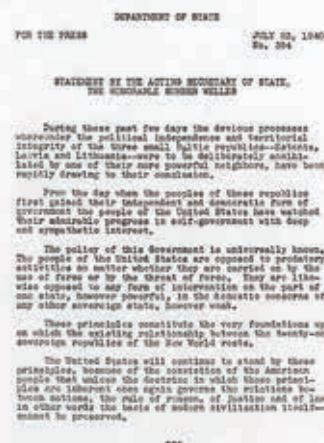 DEPARTMENT OF STATE
FOR THE PRESS
JULY 23, 1940
No. 354
STATEMENT BY THE ACTING SECRETARY OF STATE,
THE HONORABLE SUMNER WELLES
During these past few days the devious processes
whereunder the political independence and territorial
integrity of the three small Baltic republics--Estonia,
Latvia and Lithuania--were to be deliberately annihi-
lated by one of their more powerful neighbors, have been
rapidly drawing to their conclusion.
From the day when the peoples of these republics
first gained their independent and democratic form of
government the people of the United States have watched
their admirable progress in self-government with deep
and sympathetic interest.
The policy of this Government is universally known.
The people of the United States are opposed to predatory
activities no matter whether they are carried on by the
use of force or by the threat of force. They are like-
wise opposed to any form of intervention on the part of
one state, however powerful, in the domestic concerns of
any other sovereign state, however weak.
These principles constitute the very foundations upon
on which the existing relationship between the twenty-one
sovereign republics of the New World rests.
The United States will continue to stand by these
principles, because of the conviction of the American
people that unless the doctrine in which these princi-
ples are inherent once again governs the relations be-
tween nations, the rule of reason, of justice and of law--
in other words the basis of modern civilization itself--
cannot be preserved.